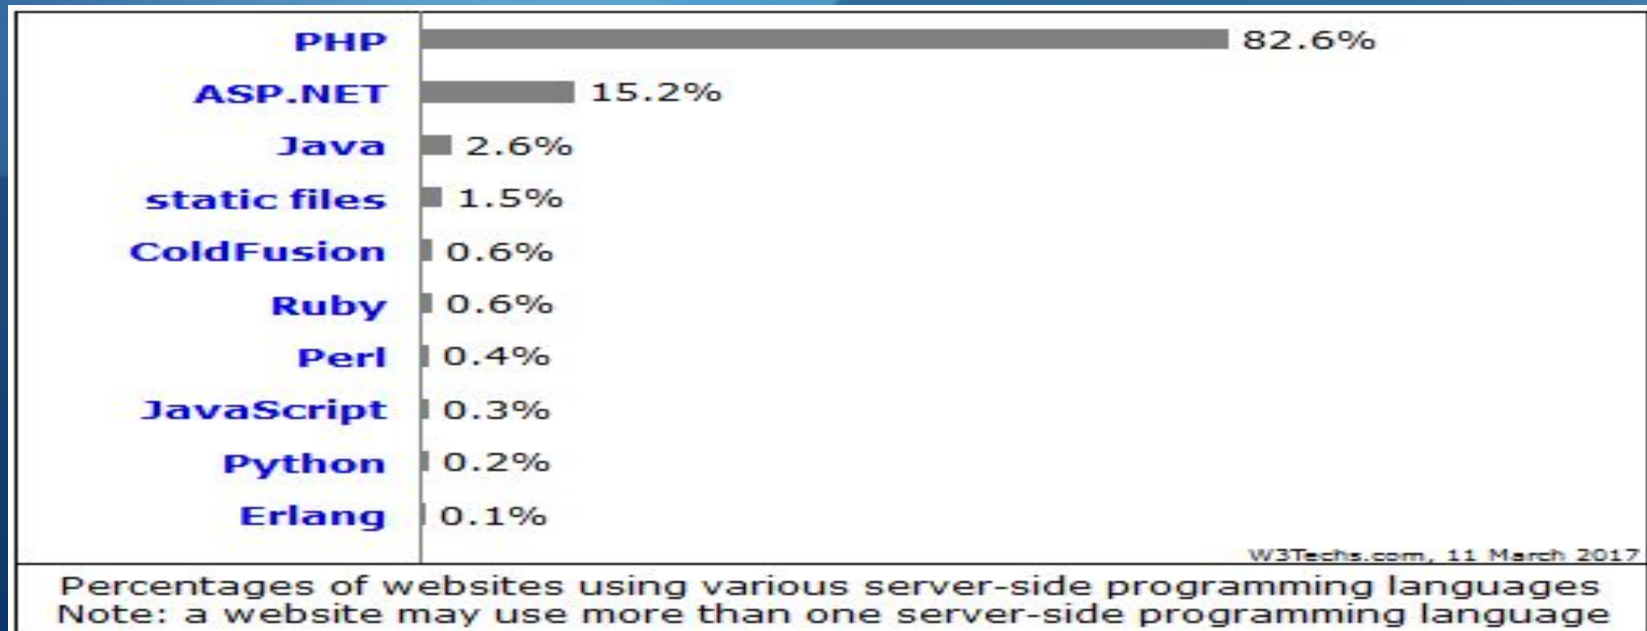 PHP 82.6%
ASP.NET 15.2%
Java 2.6%
static files 1.5%
ColdFusion 0.6%
Ruby 0.6%
Perl 0.4%
JavaScript 0.3%
Python 0.2%
Erlang 0.1%
W3Techs.com, 11 March 2017
Percentages of websites using various server-side programming languages
Note: a website may use more than one server-side programming language